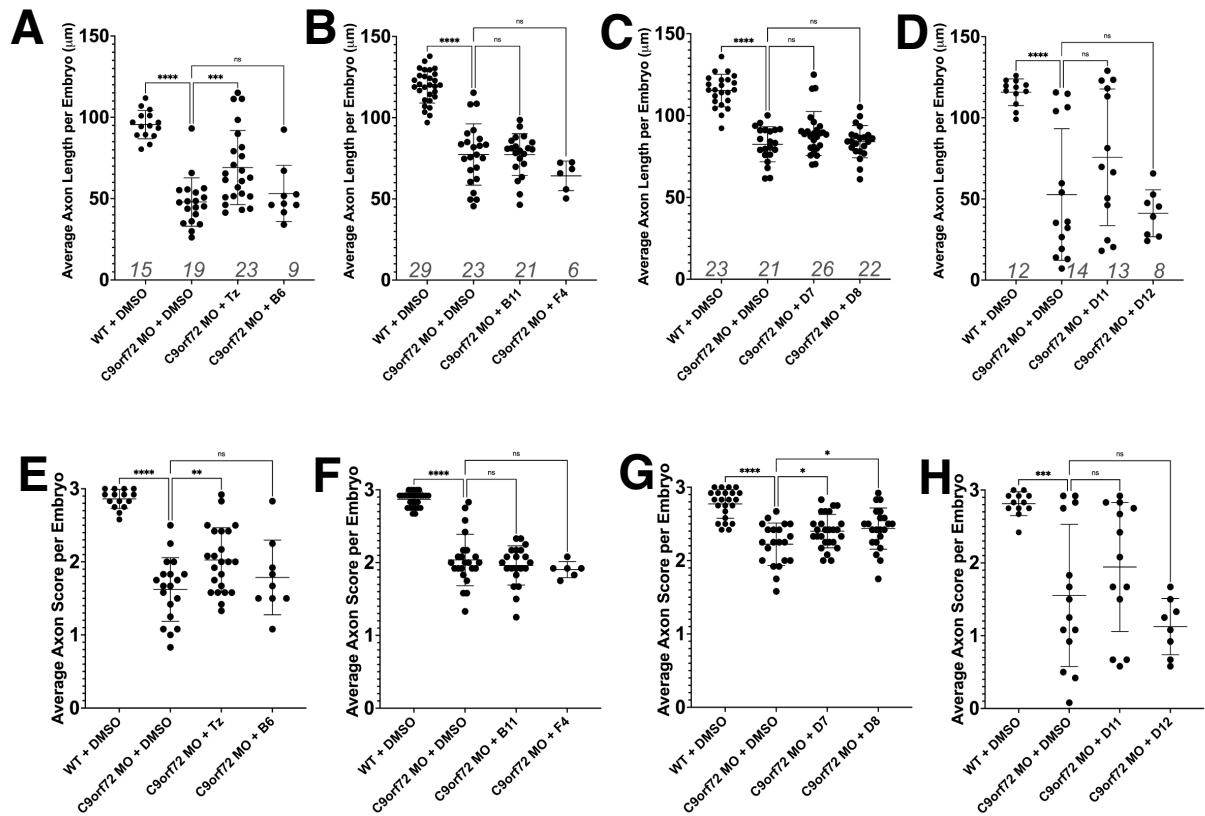 A
Average Axon Length per Embryo (μm)
150
100
50
0
**** *** ns
15 19 23 9
WT + DMSO
C9orf72 MO + DMSO
C9orf72 MO + Tz
C9orf72 MO + B6
B
Average Axon Length per Embryo (μm)
150
100
50
0
**** ns ns
29 23 21 6
WT + DMSO
C9orf72 MO + DMSO
C9orf72 MO + B11
C9orf72 MO + F4
C
Average Axon Length per Embryo (μm)
150
100
50
0
**** ns ns
23 21 26 22
WT + DMSO
C9orf72 MO + DMSO
C9orf72 MO + D7
C9orf72 MO + D8
D
Average Axon Length per Embryo (μm)
150
100
50
0
**** ns ns
12 14 13 8
WT + DMSO
C9orf72 MO + DMSO
C9orf72 MO + D11
C9orf72 MO + D12
E
Average Axon Score per Embryo
3
2
1
0
**** ** ns
WT + DMSO
C9orf72 MO + DMSO
C9orf72 MO + Tz
C9orf72 MO + B6
F
Average Axon Score per Embryo
3
2
1
0
**** ns ns
WT + DMSO
C9orf72 MO + DMSO
C9orf72 MO + B11
C9orf72 MO + F4
G
Average Axon Score per Embryo
3
2
1
0
**** * *
WT + DMSO
C9orf72 MO + DMSO
C9orf72 MO + D7
C9orf72 MO + D8
H
Average Axon Score per Embryo
3
2
1
0
*** ns ns
WT + DMSO
C9orf72 MO + DMSO
C9orf72 MO + D11
C9orf72 MO + D12